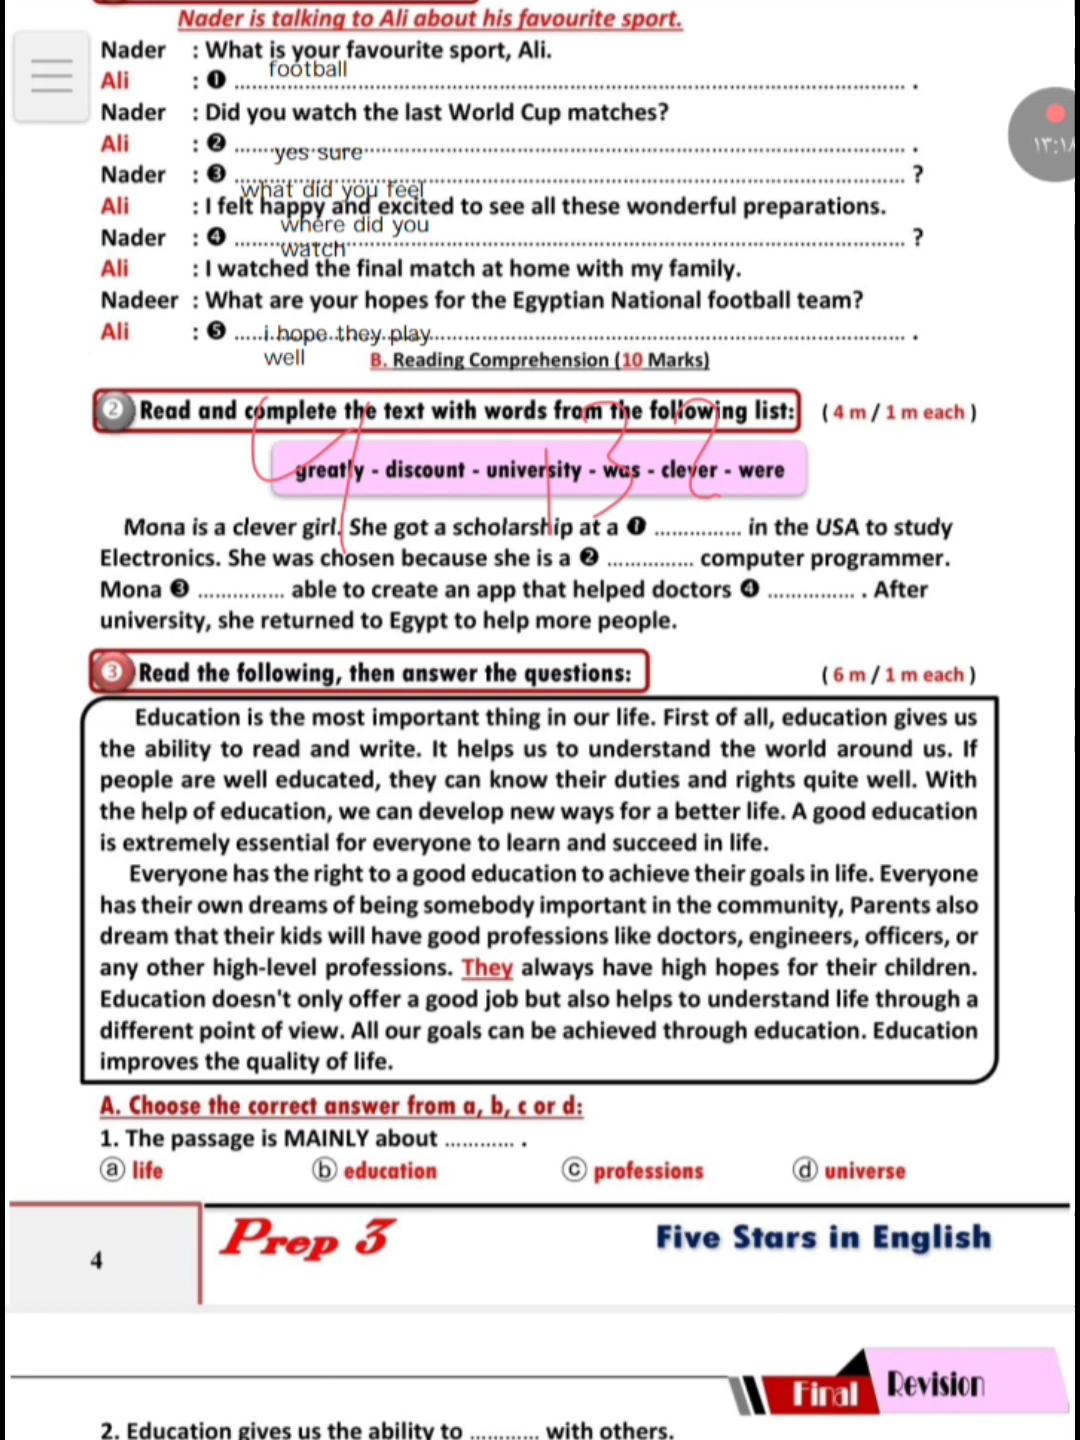 Nader is talking to Ali about his favourite sport.
Nader : What is your favourite sport, Ali.
football
Ali : ❶ .................................................. .
Nader : Did you watch the last World Cup matches?
Ali : ❷ .................................................. .
yes sure
Nader : ❸ .................................................. ?
what did you feel
Ali : I felt happy and excited to see all these wonderful preparations.
where did you
Nader : ❹ .................................................. ?
watch
Ali : I watched the final match at home with my family.
Nadeer : What are your hopes for the Egyptian National football team?
Ali : ❺ ..... i hope they play .................................................. .
well
B. Reading Comprehension (10 Marks)
2 Read and complete the text with words from the following list: ( 4 m / 1 m each )
greatly - discount - university - was - clever - were
Mona is a clever girl. She got a scholarship at a ❶ ............... in the USA to study
Electronics. She was chosen because she is a ❷ ............... computer programmer.
Mona ❸ ............... able to create an app that helped doctors ❹ ............... . After
university, she returned to Egypt to help more people.
3 Read the following, then answer the questions: ( 6 m / 1 m each )
Education is the most important thing in our life. First of all, education gives us
the ability to read and write. It helps us to understand the world around us. If
people are well educated, they can know their duties and rights quite well. With
the help of education, we can develop new ways for a better life. A good education
is extremely essential for everyone to learn and succeed in life.
Everyone has the right to a good education to achieve their goals in life. Everyone
has their own dreams of being somebody important in the community, Parents also
dream that their kids will have good professions like doctors, engineers, officers, or
any other high-level professions. They always have high hopes for their children.
Education doesn't only offer a good job but also helps to understand life through a
different point of view. All our goals can be achieved through education. Education
improves the quality of life.
A. Choose the correct answer from a, b, c or d:
1. The passage is MAINLY about ............ .
ⓐ life ⓑ education ⓒ professions ⓓ universe
4 Prep 3 Five Stars in English
Final Revision
2. Education gives us the ability to ............ with others.